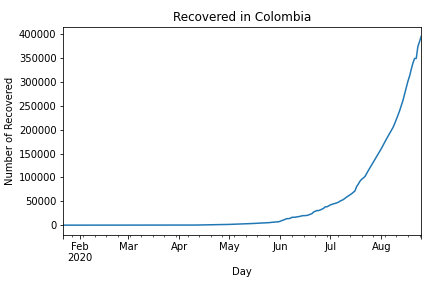 Recovered in Colombia
400000
350000
300000
250000
200000
150000
100000
50000
0
Number of Recovered
Feb Mar Apr May Jun Jul Aug
2020
Day